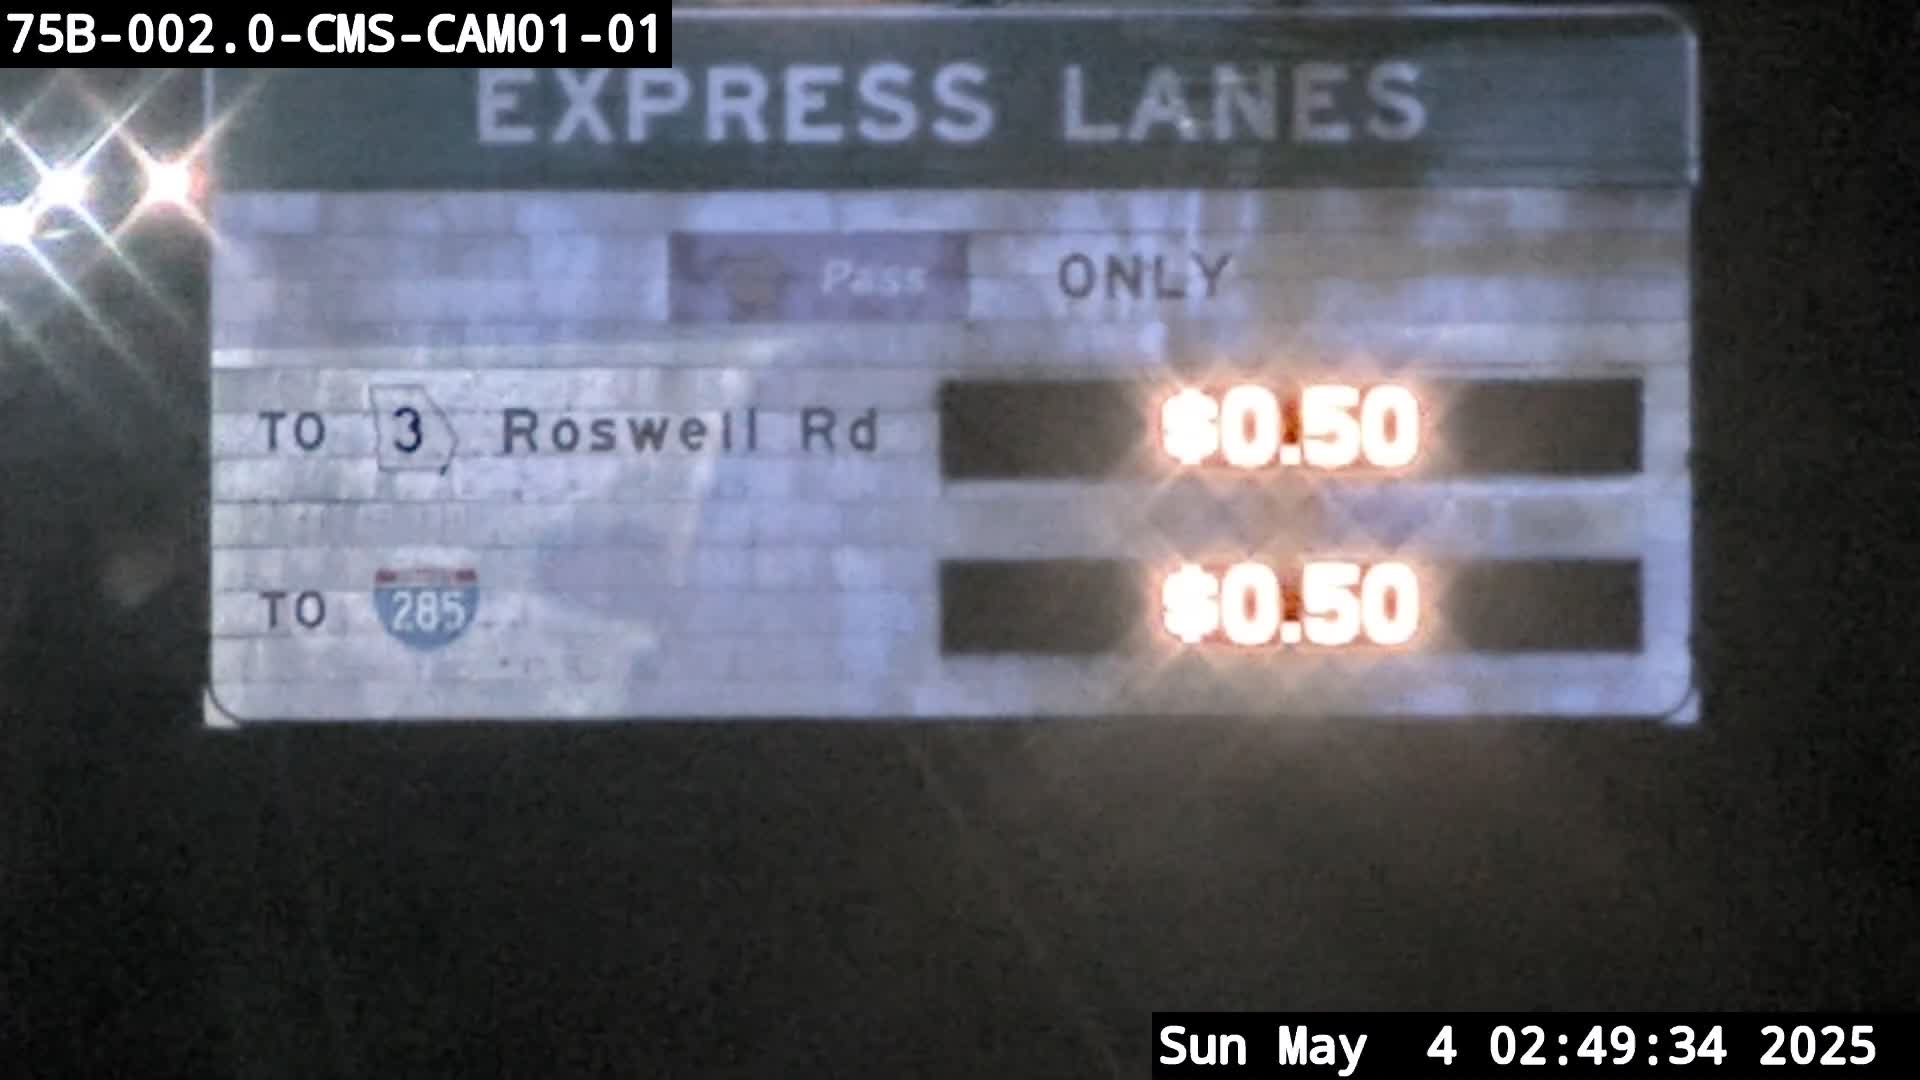 75B-002.0-CMS-CAM01-01
EXPRESS LANES
Pass ONLY
TO 3 Roswell Rd $0.50
TO 285 $0.50
Sun May 4 02:49:34 2025